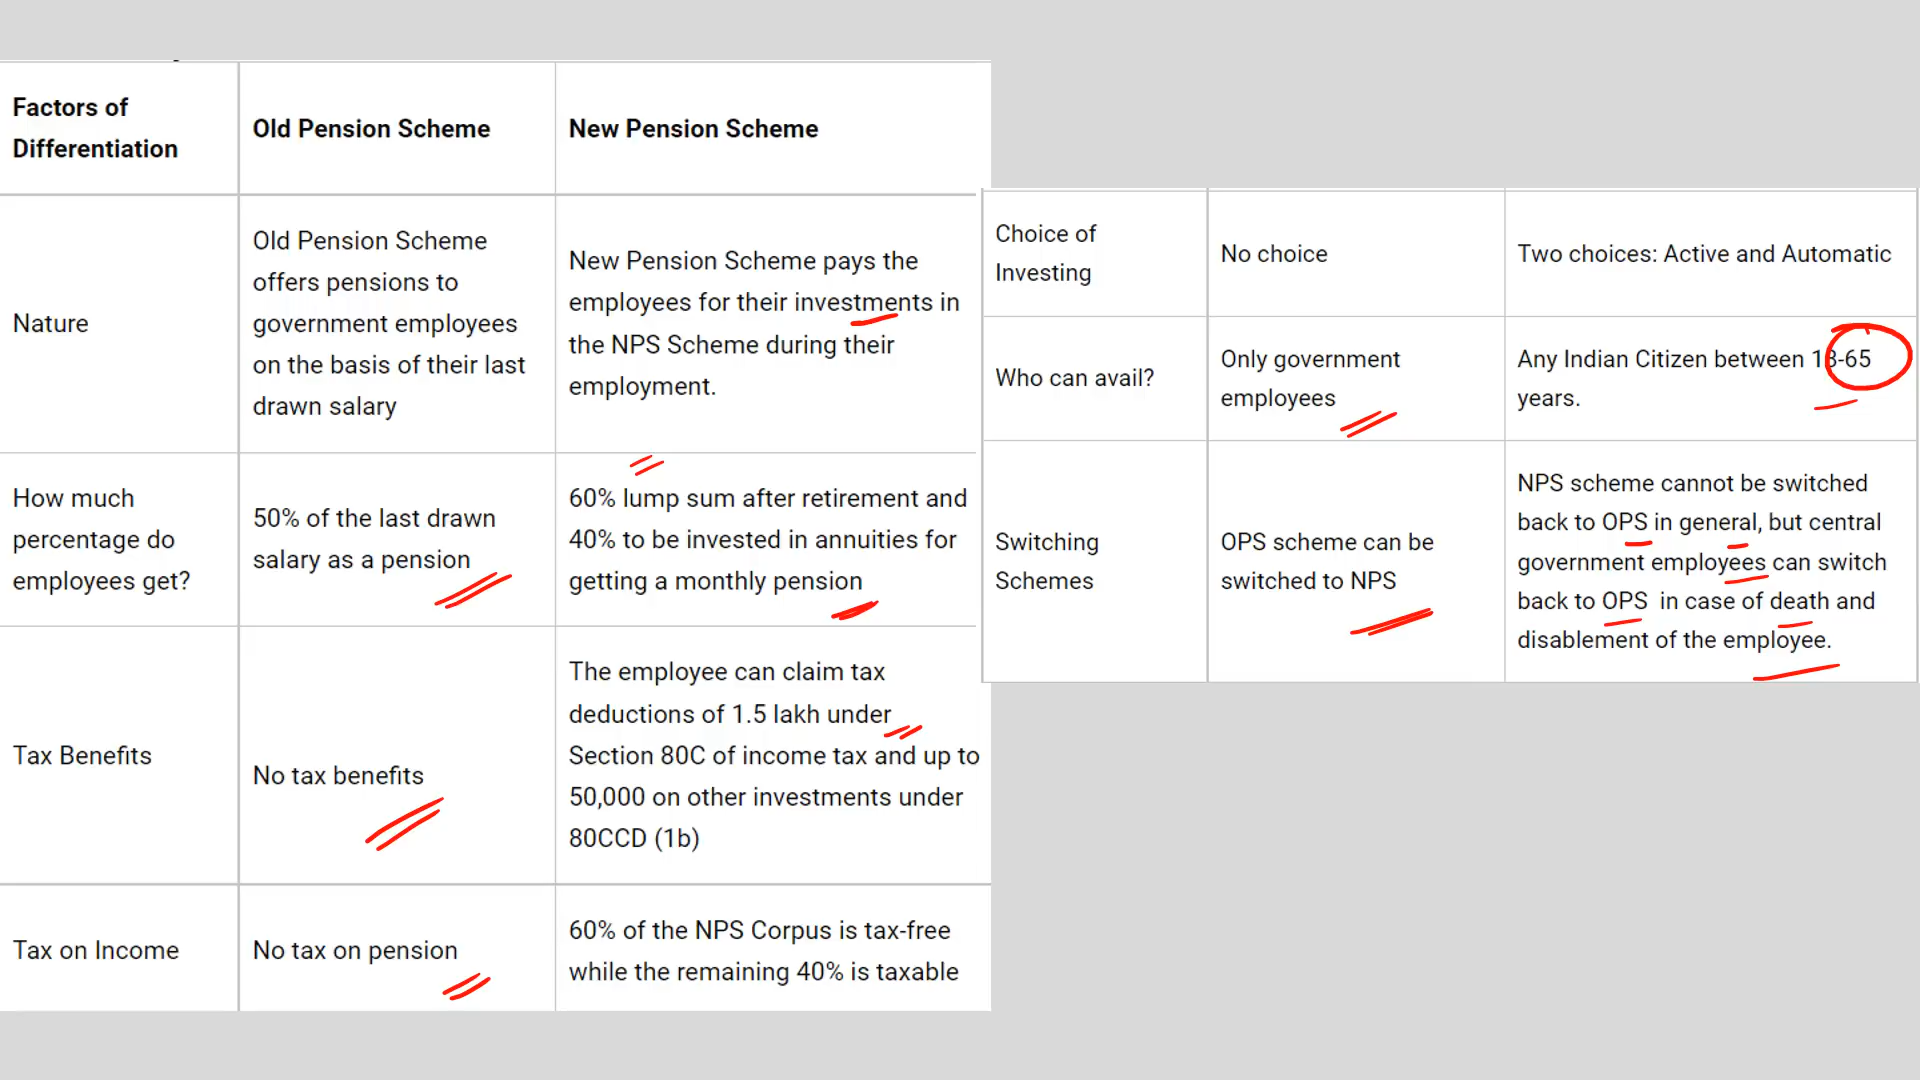 Factors of
Differentiation
Old Pension Scheme
New Pension Scheme
Nature
Old Pension Scheme
offers pensions to
government employees
on the basis of their last
drawn salary
New Pension Scheme pays the
employees for their investments in
the NPS Scheme during their
employment.
How much
percentage do
employees get?
50% of the last drawn
salary as a pension
60% lump sum after retirement and
40% to be invested in annuities for
getting a monthly pension
Tax Benefits
No tax benefits
The employee can claim tax
deductions of 1.5 lakh under
Section 80C of income tax and up to
50,000 on other investments under
80CCD (1b)
Tax on Income
No tax on pension
60% of the NPS Corpus is tax-free
while the remaining 40% is taxable
Choice of
Investing
No choice
Two choices: Active and Automatic
Who can avail?
Only government
employees
Any Indian Citizen between 18-65
years.
Switching
Schemes
OPS scheme can be
switched to NPS
NPS scheme cannot be switched
back to OPS in general, but central
government employees can switch
back to OPS in case of death and
disablement of the employee.